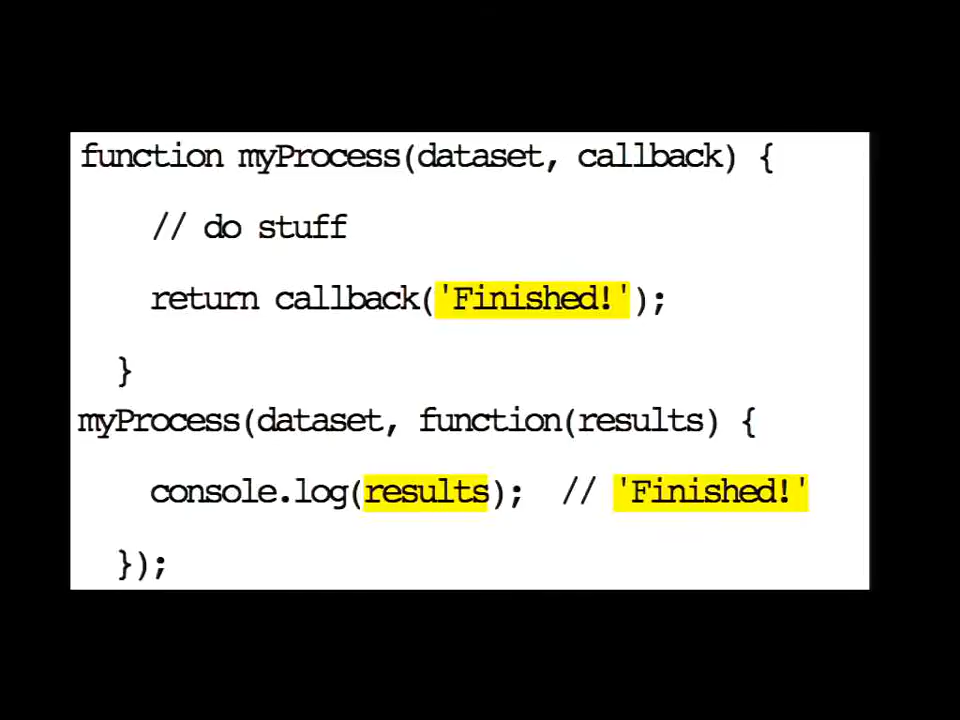 function myProcess(dataset, callback) {
// do stuff
return callback('Finished!');
}
myProcess(dataset, function(results) {
console.log(results); // 'Finished!'
});